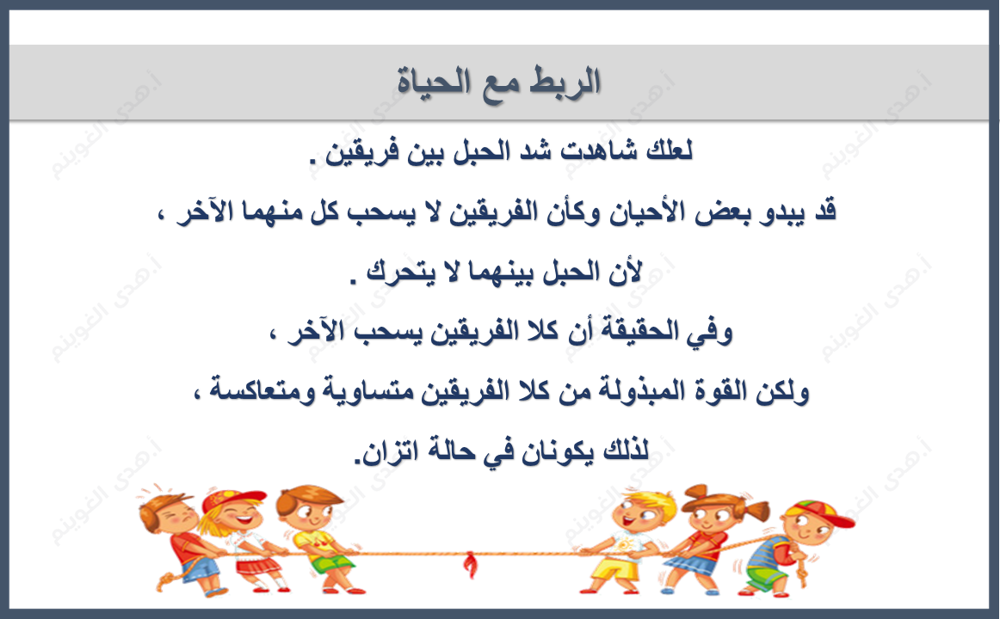 الربط مع الحياة
لعلك شاهدت شد الحبل بين فريقين .
قد يبدو بعض الأحيان وكأن الفريقين لا يسحب كل منهما الآخر ،
لأن الحبل بينهما لا يتحرك .
وفي الحقيقة أن كلا الفريقين يسحب الآخر ،
ولكن القوة المبذولة من كلا الفريقين متساوية ومتعاكسة ،
لذلك يكونان في حالة اتزان.
أ.هدى الغوينم